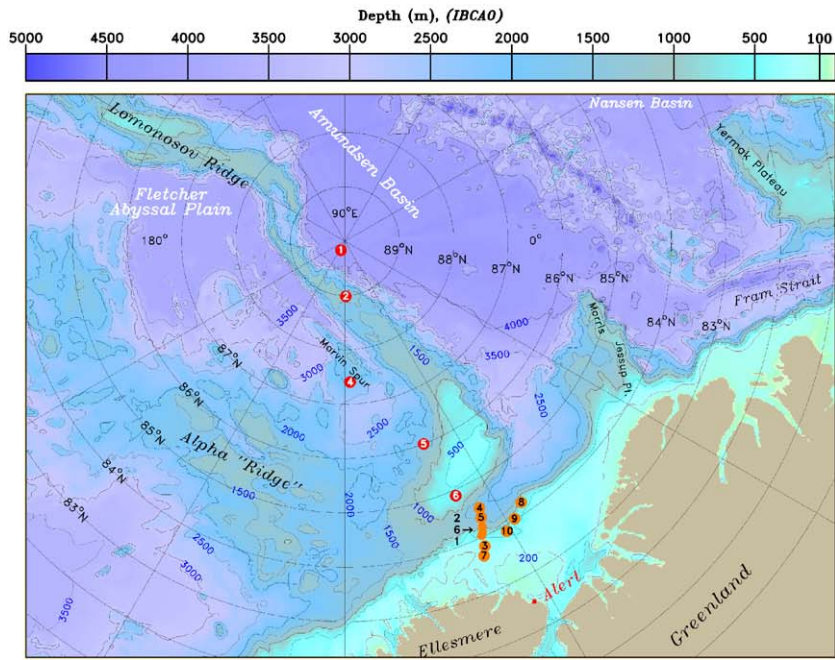 Depth (m), (IBCAO)
5000 4500 4000 3500 3000 2500 2000 1500 1000 500 100
Nansen Basin
Lomonosov Ridge
Amundsen Basin
Yermak Plateau
Fletcher
Abyssal Plain
90°E
180°
1
89°N
88°N
87°N
0°
86°N
85°N
84°N
83°N
Fram Strait
2
3500
4000
3500
Morris
Jessup Pl.
1500
Marvin Spur
3000
87°N
4
2500
2500
86°N
85°N
84°N
83°N
Alpha "Ridge"
2000
5
500
1500
2000
6
1000
4
5
8
2
6→
1
9
10
3
7
2500
1500
200
3000
3500
Alert
Ellesmere
Greenland